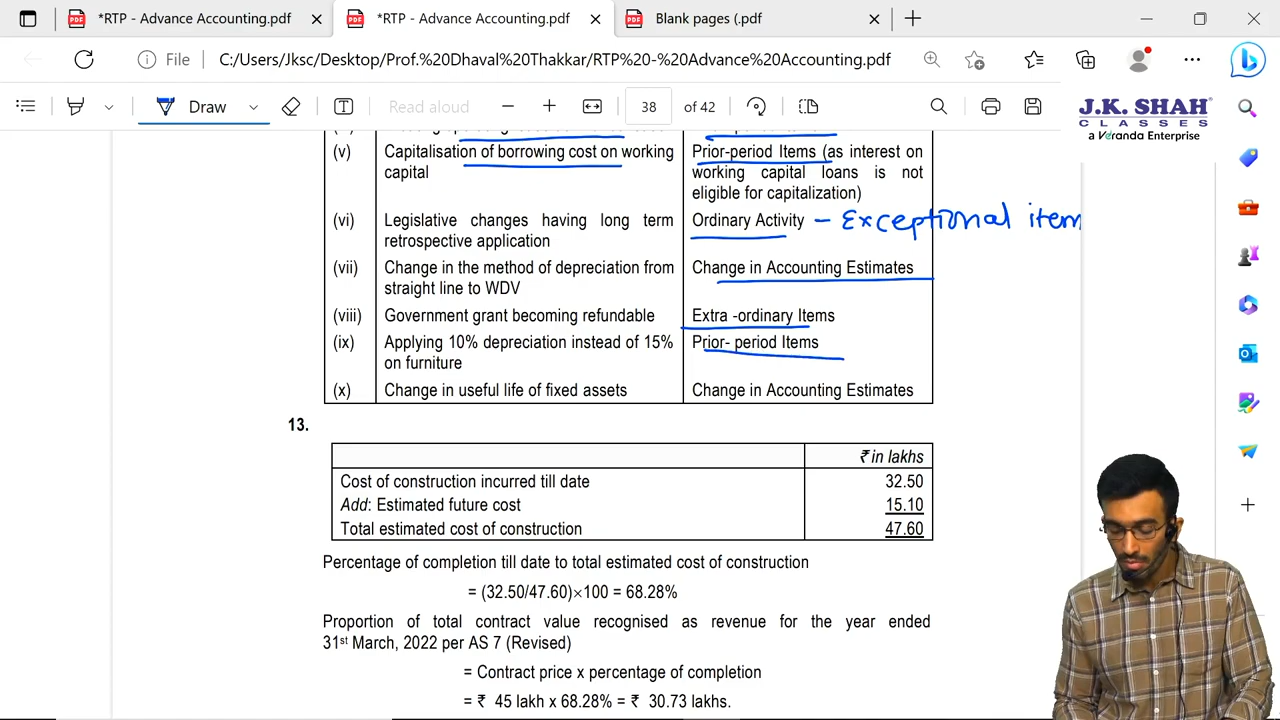 *RTP - Advance Accounting.pdf
*RTP - Advance Accounting.pdf
Blank pages (.pdf
File
C:/Users/Jksc/Desktop/Prof.%20Dhaval%20Thakkar/RTP%20-%20Advance%20Accounting.pdf
Draw
Read aloud
38 of 42
J.K. SHAH®
CLASSES
a Veranda Enterprise
(v) Capitalisation of borrowing cost on working Prior-period Items (as interest on
capital working capital loans is not
eligible for capitalization)
(vi) Legislative changes having long term Ordinary Activity – Exceptional item
retrospective application
(vii) Change in the method of depreciation from Change in Accounting Estimates
straight line to WDV
(viii) Government grant becoming refundable Extra -ordinary Items
(ix) Applying 10% depreciation instead of 15% Prior- period Items
on furniture
(x) Change in useful life of fixed assets Change in Accounting Estimates
13.
₹ in lakhs
Cost of construction incurred till date 32.50
Add: Estimated future cost 15.10
Total estimated cost of construction 47.60
Percentage of completion till date to total estimated cost of construction
= (32.50/47.60)×100 = 68.28%
Proportion of total contract value recognised as revenue for the year ended
31st March, 2022 per AS 7 (Revised)
= Contract price x percentage of completion
= ₹ 45 lakh x 68.28% = ₹ 30.73 lakhs.